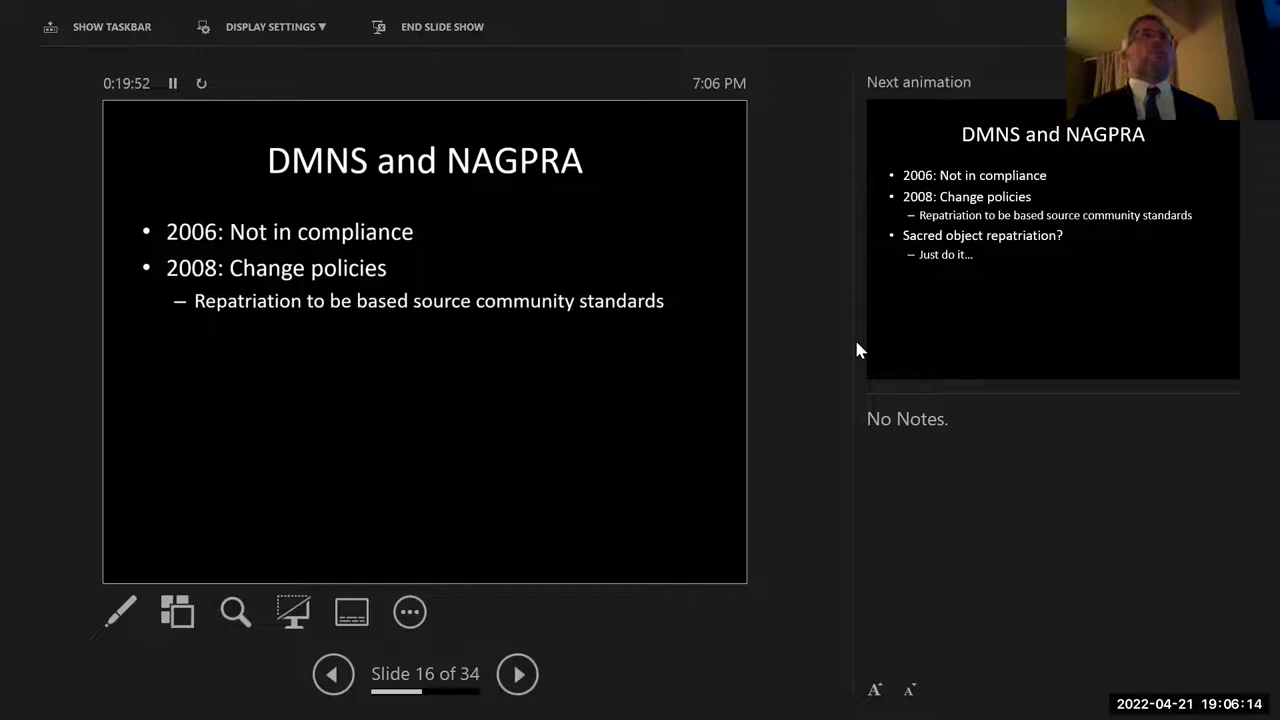 SHOW TASKBAR
DISPLAY SETTINGS ▼
END SLIDE SHOW
0:19:52
7:06 PM
DMNS and NAGPRA
• 2006: Not in compliance
• 2008: Change policies
– Repatriation to be based source community standards
Slide 16 of 34
Next animation
DMNS and NAGPRA
• 2006: Not in compliance
• 2008: Change policies
– Repatriation to be based source community standards
• Sacred object repatriation?
– Just do it...
No Notes.
A A
2022-04-21 19:06:14